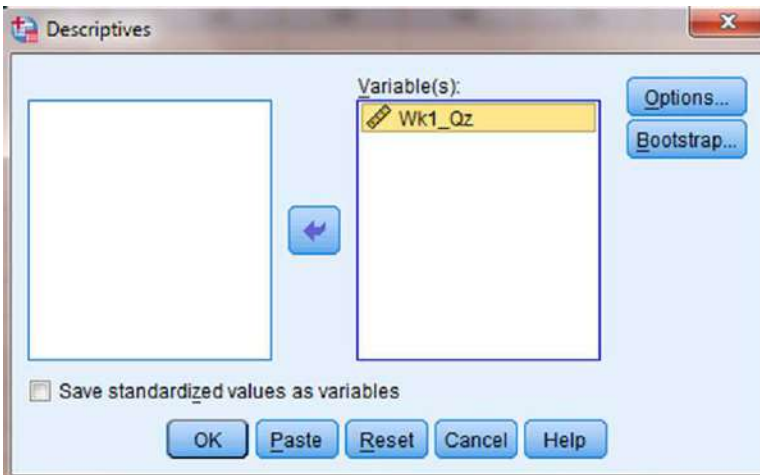 Descriptives
Variable(s):
Wk1_Qz
Options...
Bootstrap...
Save standardized values as variables
OK Paste Reset Cancel Help